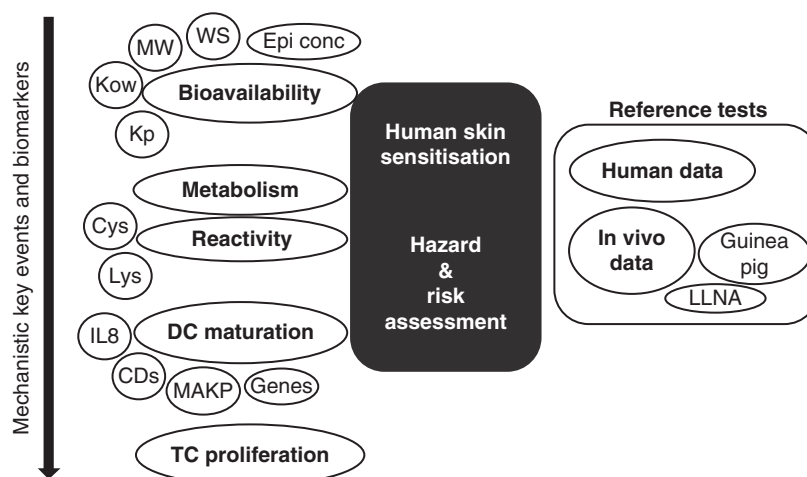 Mechanistic key events and biomarkers
MW
WS
Epi conc
Kow
Bioavailability
Kp
Metabolism
Cys
Reactivity
Lys
IL8
DC maturation
CDs
MAKP
Genes
TC proliferation
Human skin
sensitisation
Hazard
&
risk
assessment
Reference tests
Human data
In vivo
data
Guinea
pig
LLNA